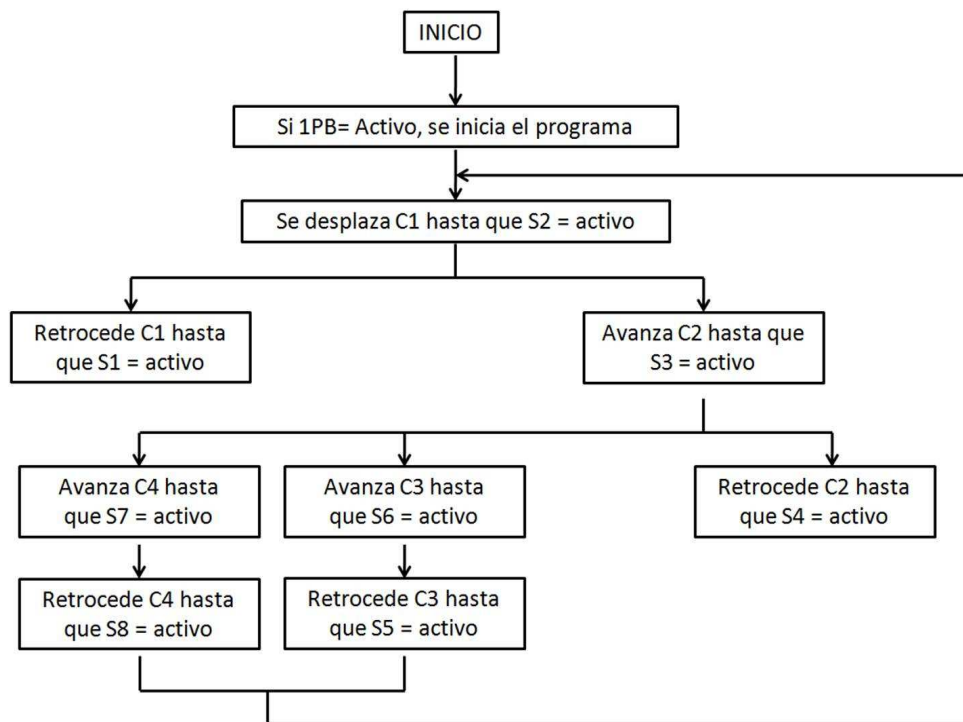 INICIO
Si 1PB= Activo, se inicia el programa
Se desplaza C1 hasta que S2 = activo
Retrocede C1 hasta
que S1 = activo
Avanza C2 hasta que
S3 = activo
Avanza C4 hasta
que S7 = activo
Avanza C3 hasta
que S6 = activo
Retrocede C2 hasta
que S4 = activo
Retrocede C4 hasta
que S8 = activo
Retrocede C3 hasta
que S5 = activo